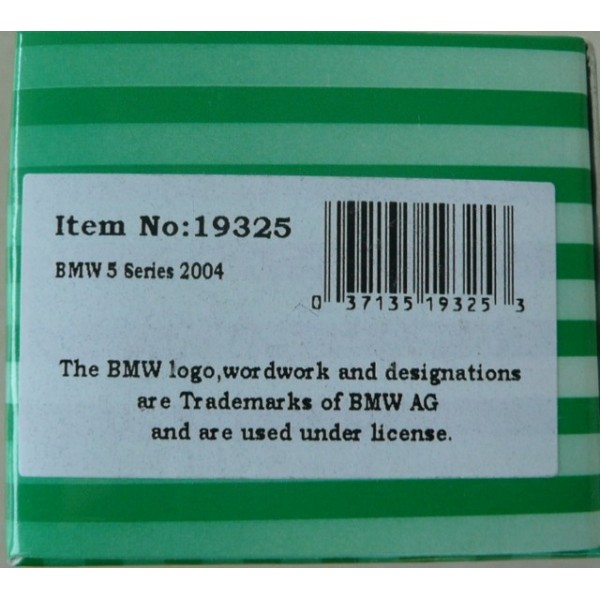 Item No:19325
BMW 5 Series 2004
0 37135 19325 3
The BMW logo,wordwork and designations
are Trademarks of BMW AG
and are used under license.